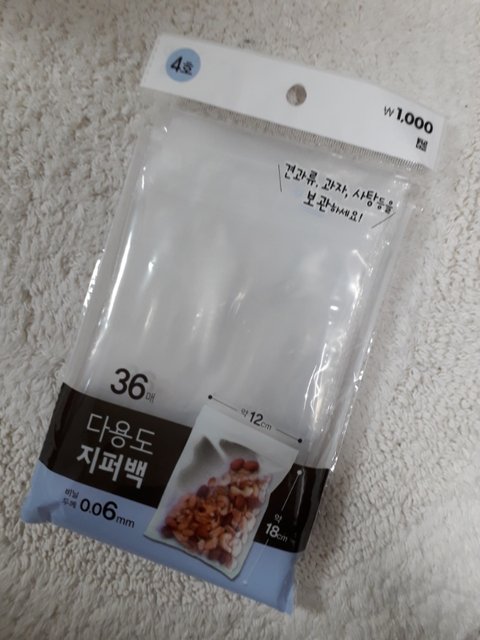 4호
₩1,000
견과류, 과자, 사탕등을
보관하세요!
36매
약 12cm
다용도
지퍼백
비닐
두께 0.06mm
약
18cm